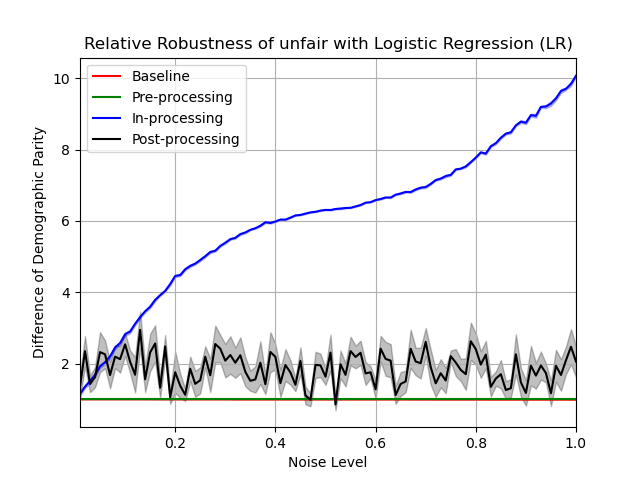 Relative Robustness of unfair with Logistic Regression (LR)
Difference of Demographic Parity
10
8
6
4
2
Baseline
Pre-processing
In-processing
Post-processing
0.2 0.4 0.6 0.8 1.0
Noise Level